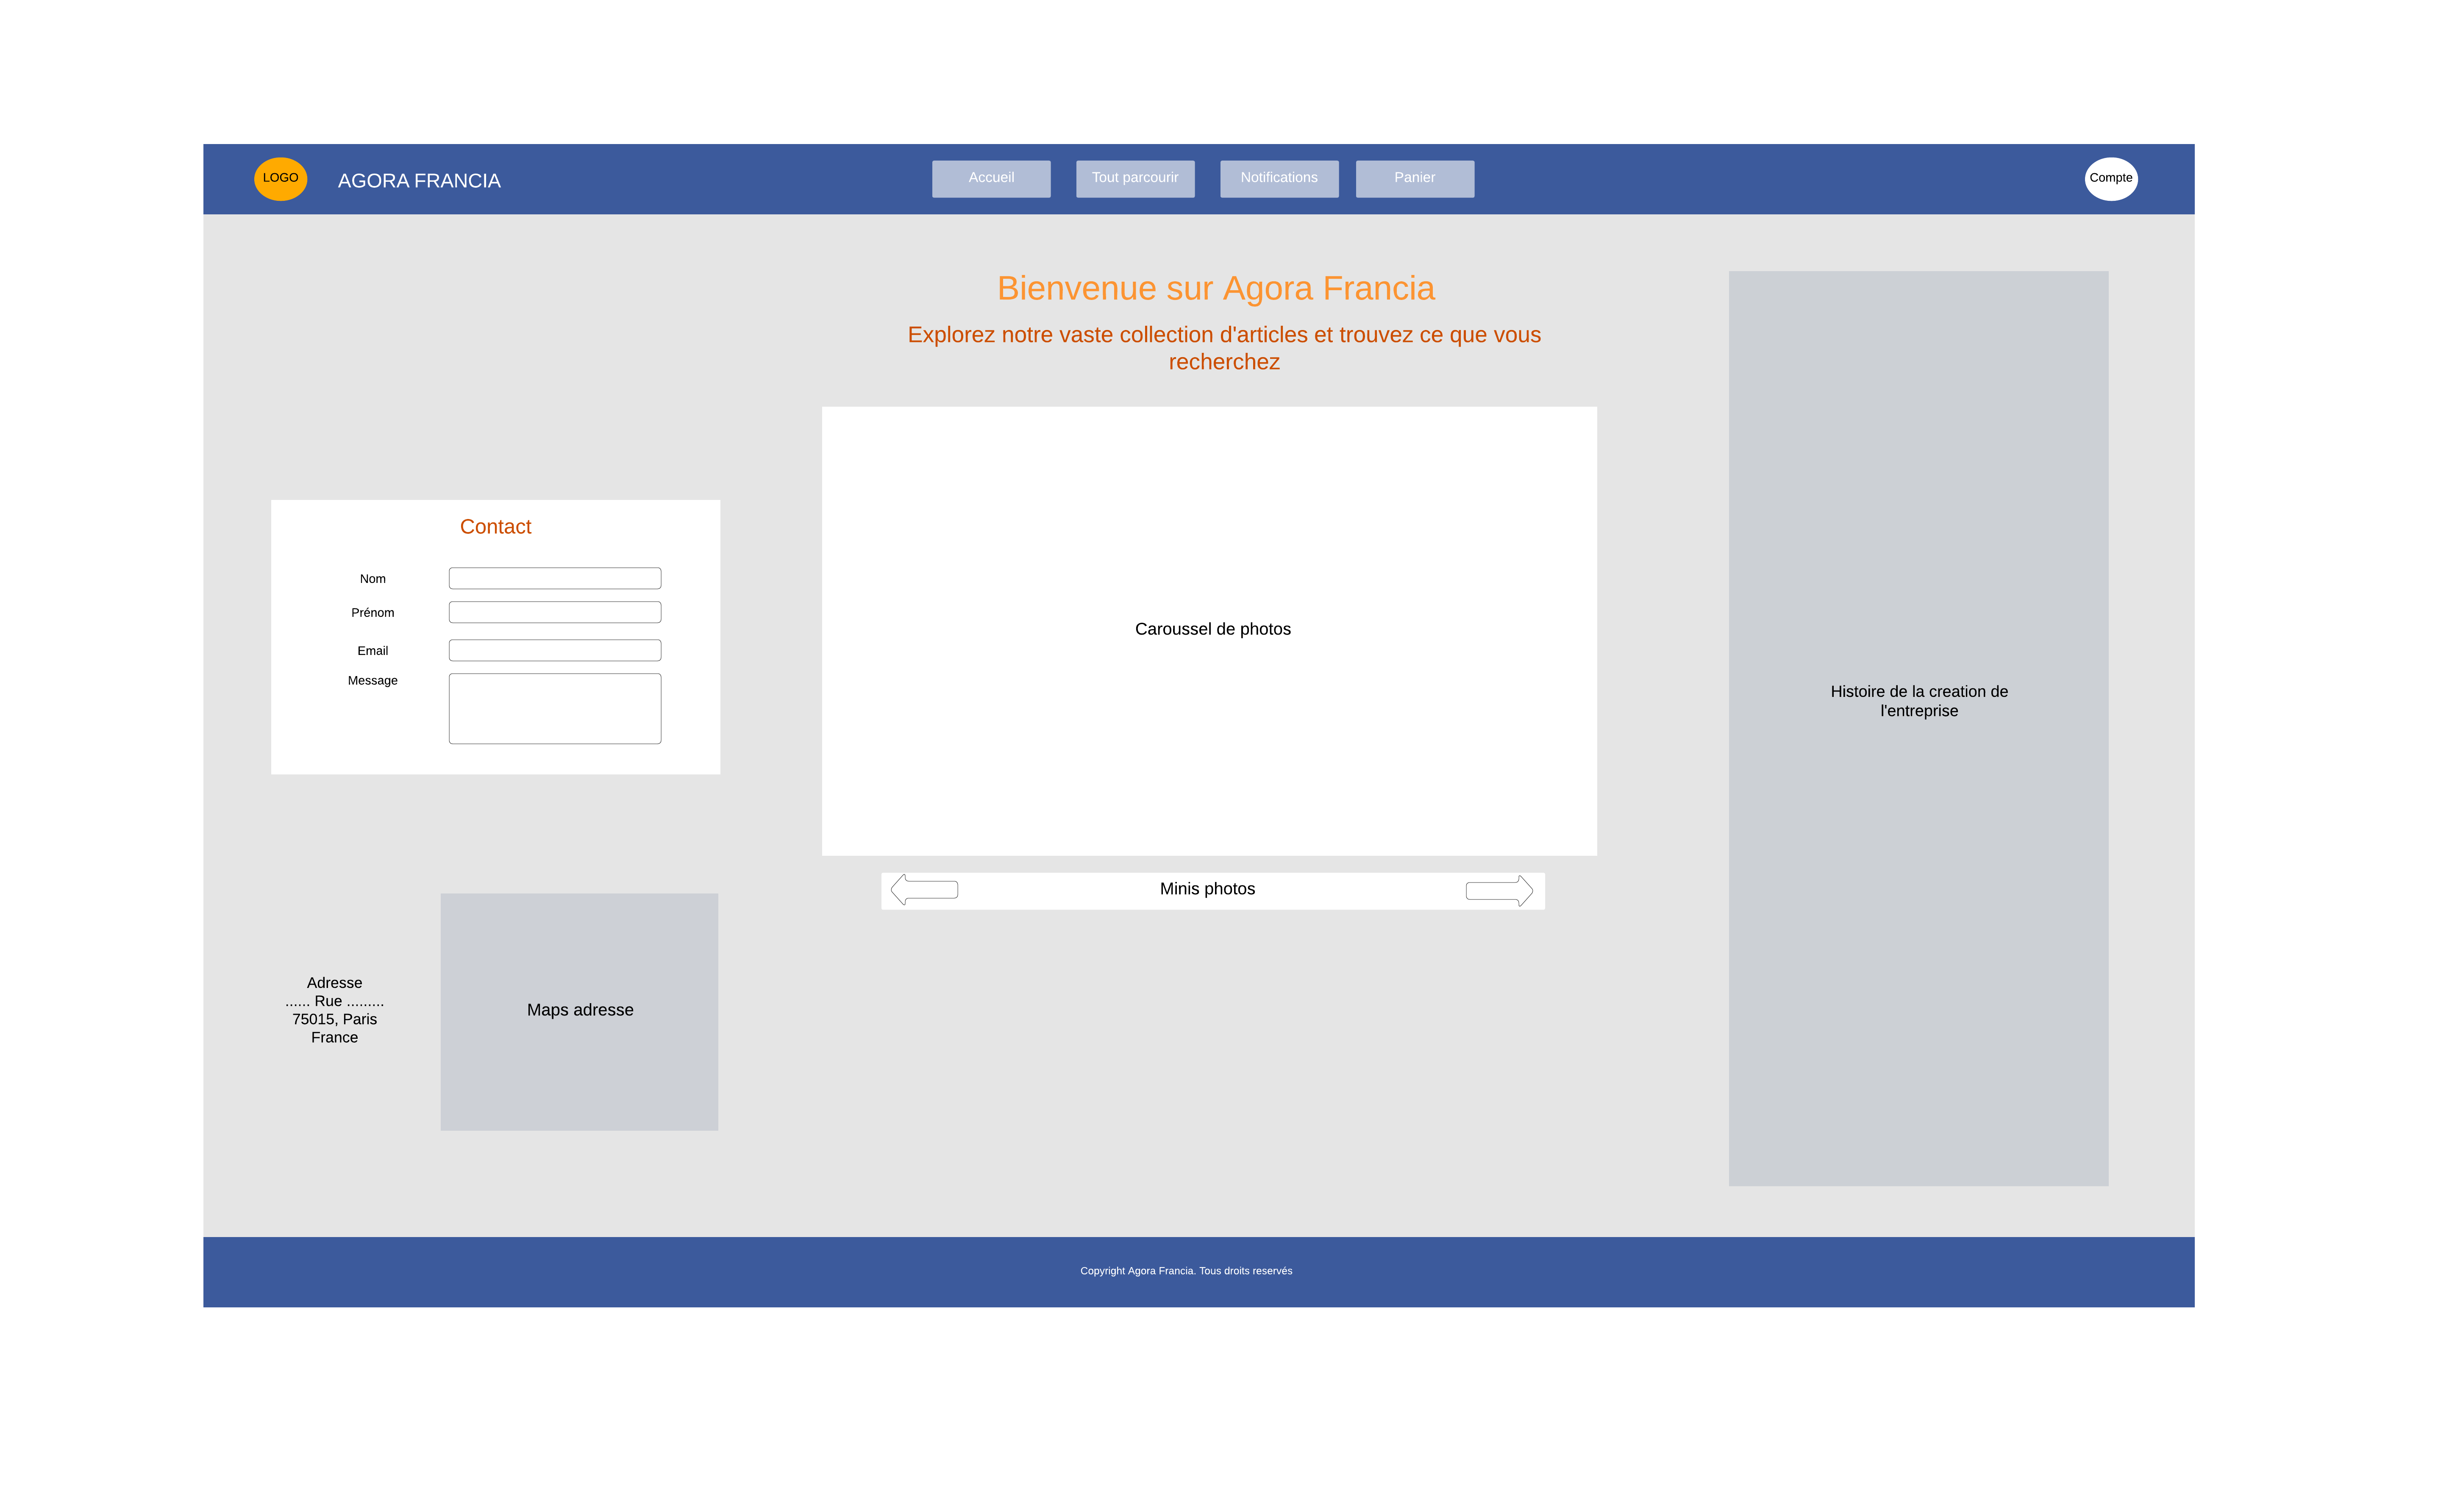 LOGO
AGORA FRANCIA
Accueil
Tout parcourir
Notifications
Panier
Compte
Bienvenue sur Agora Francia
Explorez notre vaste collection d'articles et trouvez ce que vous
recherchez
Contact
Nom
Prénom
Email
Message
Caroussel de photos
Minis photos
Histoire de la creation de
l'entreprise
Adresse
...... Rue .........
75015, Paris
France
Maps adresse
Copyright Agora Francia. Tous droits reservés